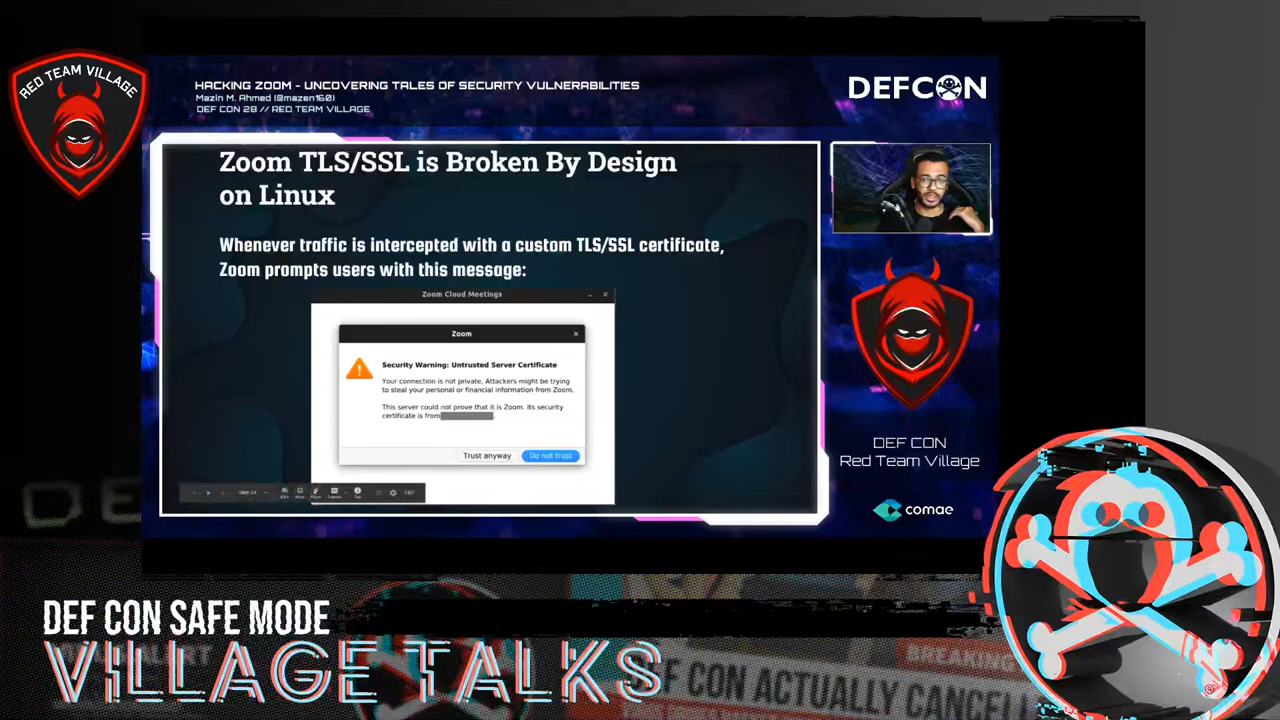 RED TEAM VILLAGE
HACKING ZOOM - UNCOVERING TALES OF SECURITY VULNERABILITIES
Mazin M. Ahmed (@mazen160)
DEF CON 28 // RED TEAM VILLAGE
DEFCON
Zoom TLS/SSL is Broken By Design
on Linux
Whenever traffic is intercepted with a custom TLS/SSL certificate,
Zoom prompts users with this message:
Zoom Cloud Meetings
Zoom
Security Warning: Untrusted Server Certificate
Your connection is not private. Attackers might be trying
to steal your personal or financial information from Zoom.
This server could not prove that it is Zoom. Its security
certificate is from
Trust anyway
Do not trust
DEF CON
Red Team Village
comae
DEF CON SAFE MODE
VILLAGE TALKS
BREAKING
DEF CON ACTUALLY CANCEL